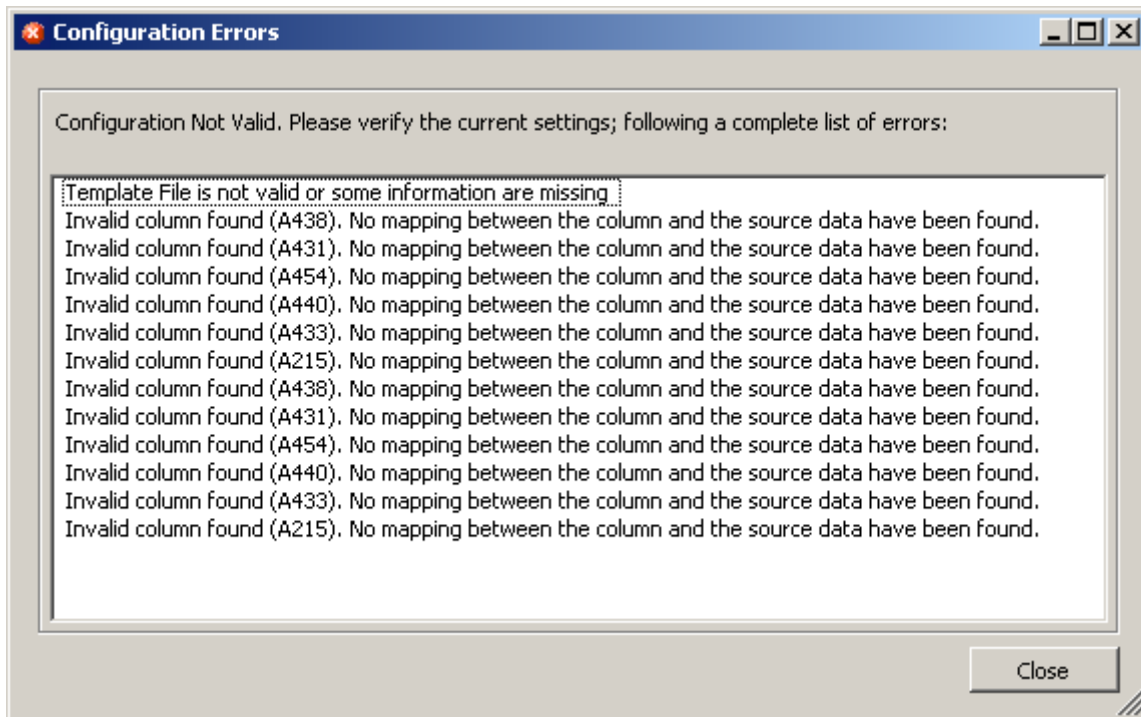 Configuration Errors
Configuration Not Valid. Please verify the current settings; following a complete list of errors:
Template File is not valid or some information are missing
Invalid column found (A438). No mapping between the column and the source data have been found.
Invalid column found (A431). No mapping between the column and the source data have been found.
Invalid column found (A454). No mapping between the column and the source data have been found.
Invalid column found (A440). No mapping between the column and the source data have been found.
Invalid column found (A433). No mapping between the column and the source data have been found.
Invalid column found (A215). No mapping between the column and the source data have been found.
Invalid column found (A438). No mapping between the column and the source data have been found.
Invalid column found (A431). No mapping between the column and the source data have been found.
Invalid column found (A454). No mapping between the column and the source data have been found.
Invalid column found (A440). No mapping between the column and the source data have been found.
Invalid column found (A433). No mapping between the column and the source data have been found.
Invalid column found (A215). No mapping between the column and the source data have been found.
Close